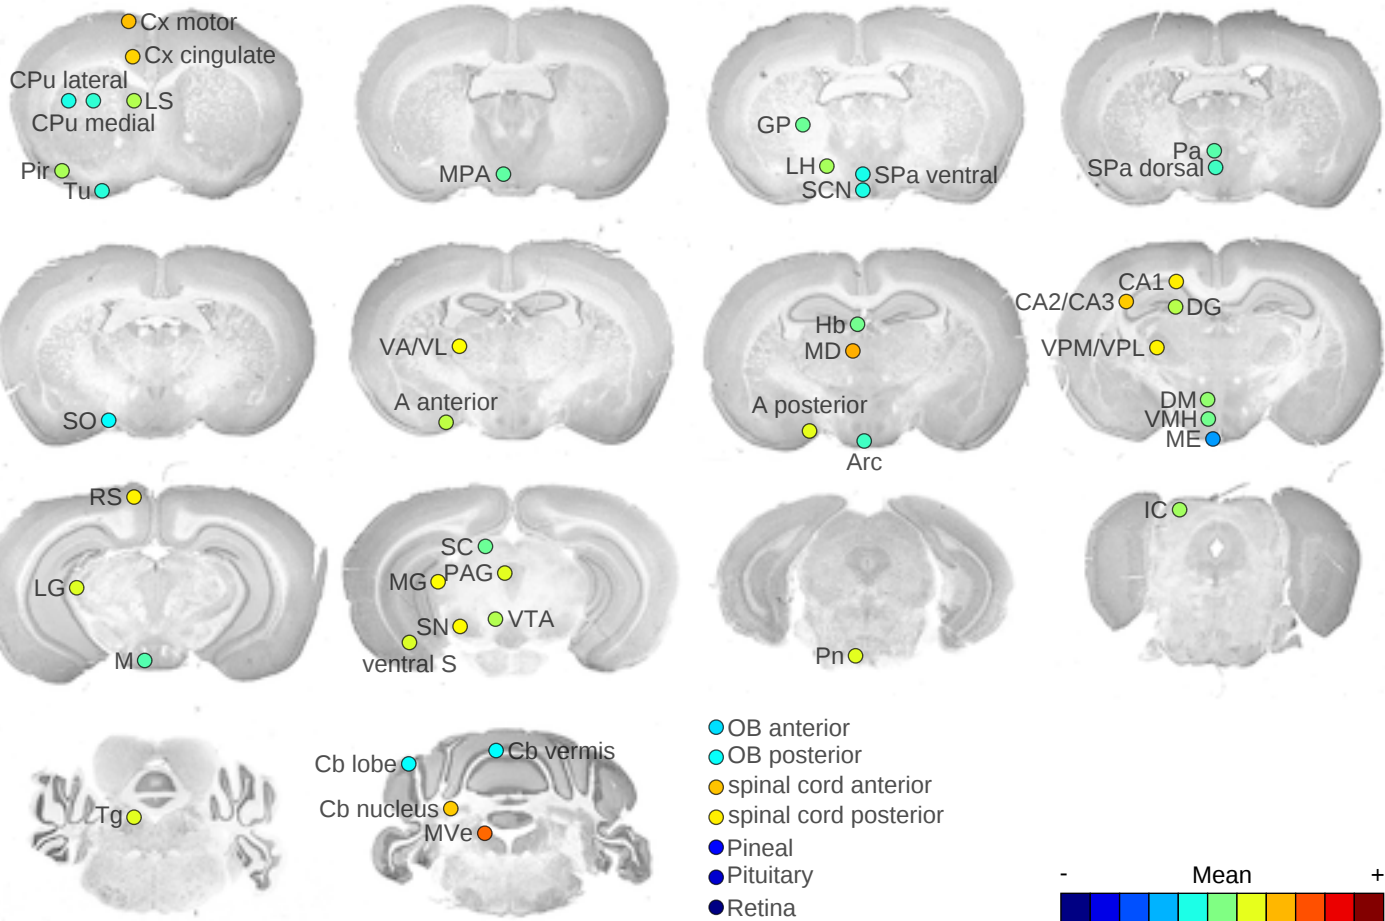 Cx motor
Cx cingulate
CPu lateral
LS
CPu medial
Pir
Tu
MPA
GP
LH
SPa ventral
SCN
Pa
SPa dorsal
SO
VA/VL
A anterior
Hb
MD
A posterior
Arc
CA1
CA2/CA3
DG
VPM/VPL
DM
VMH
ME
RS
LG
M
SC
MG
PAG
SN
VTA
ventral S
Pn
IC
Tg
Cb lobe
Cb vermis
Cb nucleus
MVe
OB anterior
OB posterior
spinal cord anterior
spinal cord posterior
Pineal
Pituitary
Retina
- Mean +